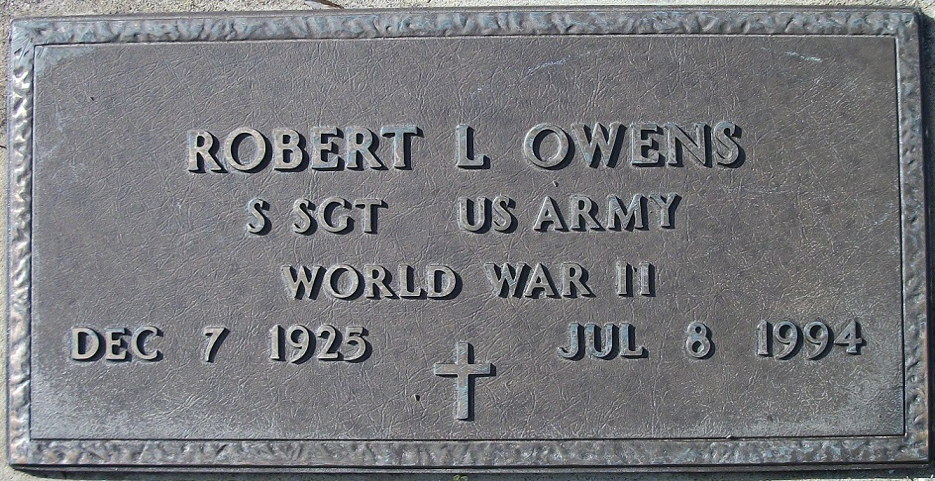 ROBERT L OWENS
S SGT US ARMY
WORLD WAR II
DEC 7 1925 JUL 8 1994